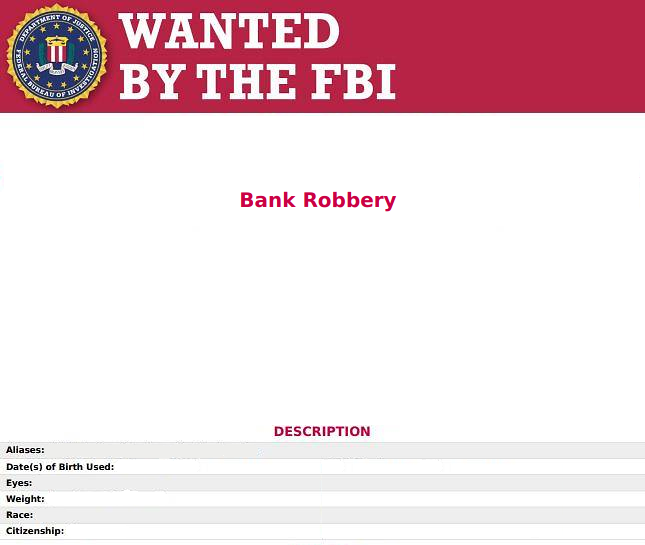 DEPARTMENT OF JUSTICE
FEDERAL BUREAU OF INVESTIGATION
WANTED
BY THE FBI
Bank Robbery
DESCRIPTION
Aliases:
Date(s) of Birth Used:
Eyes:
Weight:
Race:
Citizenship: